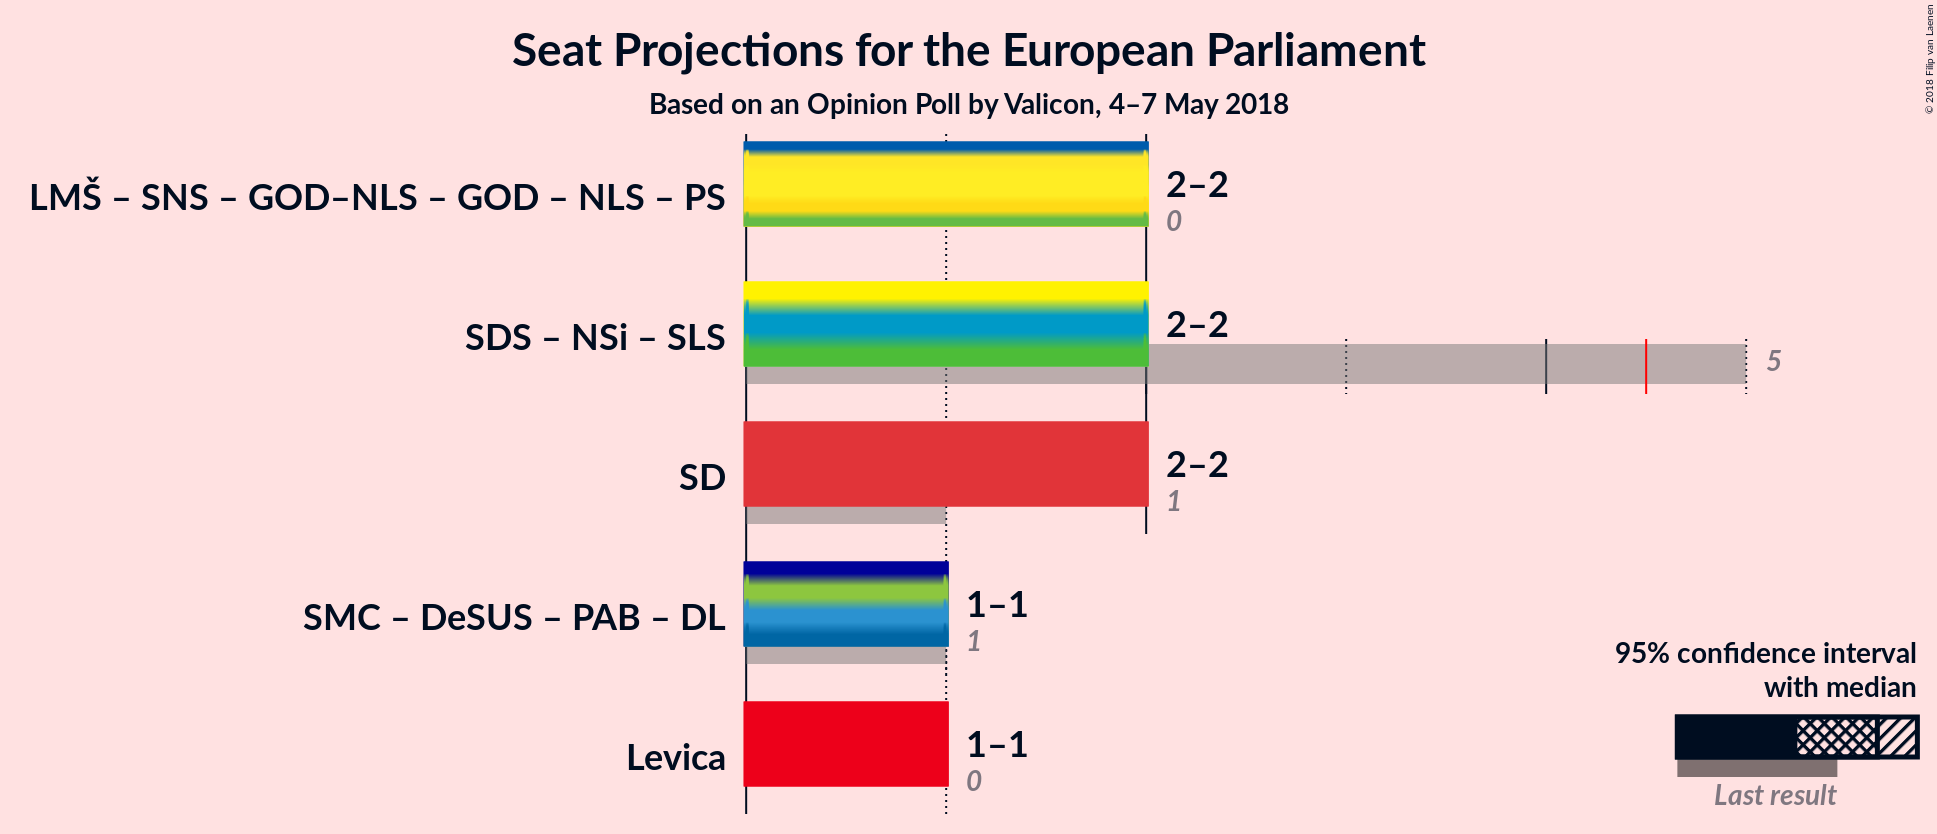 Seat Projections for the European Parliament
Based on an Opinion Poll by Valicon, 4–7 May 2018
© 2018 Filip van Laenen
LMŠ – SNS – GOD–NLS – GOD – NLS – PS
2–2
0
SDS – NSi – SLS
2–2
5
SD
2–2
1
SMC – DeSUS – PAB – DL
1–1
1
Levica
1–1
0
95% confidence interval
with median
Last result